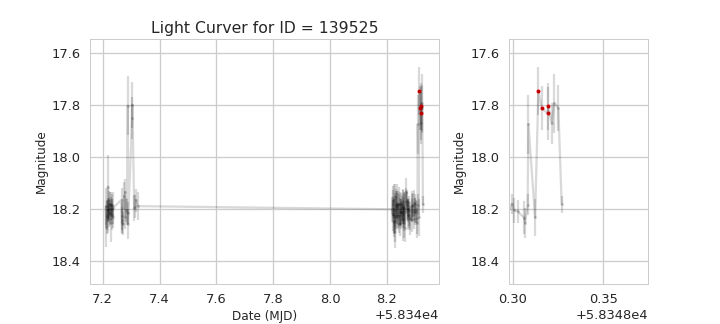 Light Curver for ID = 139525
Magnitude
17.6
17.8
18.0
18.2
18.4
7.2 7.4 7.6 7.8 8.0 8.2
Date (MJD)
+5.834e4
Magnitude
17.6
17.8
18.0
18.2
18.4
0.30 0.35
+5.8348e4